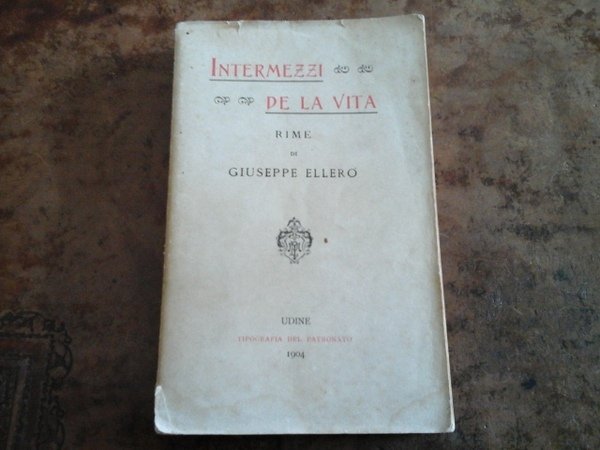 INTERMEZZI
DE LA VITA
RIME
DI
GIUSEPPE ELLERO
UDINE
TIPOGRAFIA DEL PATRONATO
1904